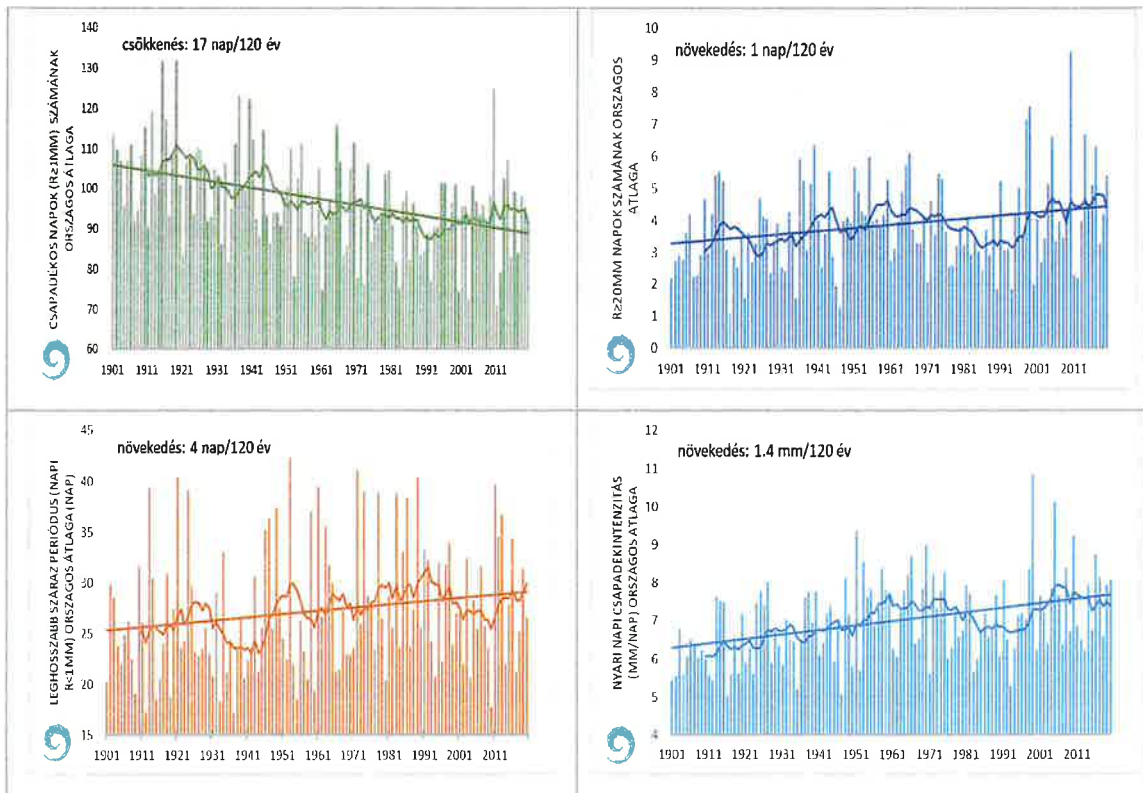 csökkenés: 17 nap/120 év
CSAPADÉKOS NAPOK (R≥1MM) SZÁMÁNAK
ORSZÁGOS ÁTLAGA
140
130
120
110
100
90
80
70
60
1901 1911 1921 1931 1941 1951 1961 1971 1981 1991 2001 2011
növekedés: 1 nap/120 év
R≥20MM NAPOK SZÁMÁNAK ORSZAGOS
ATLAGA
10
9
8
7
6
5
4
3
2
1
0
1901 1911 1921 1931 1941 1951 1961 1971 1981 1991 2001 2011
növekedés: 4 nap/120 év
LEGHOSSZABB SZÁRAZ PERIÓDUS (NAPI
R<1MM) ORSZÁGOS ÁTLAGA (NAP)
45
40
35
30
25
20
15
1901 1911 1921 1931 1941 1951 1961 1971 1981 1991 2001 2011
növekedés: 1.4 mm/120 év
NYARI NAPI CSAPADEKINTENZITÁS
(MM/NAP) ORSZAGOS ATLAGA
12
11
10
9
8
7
6
5
4
1901 1911 1921 1931 1941 1951 1961 1971 1981 1991 2001 2011